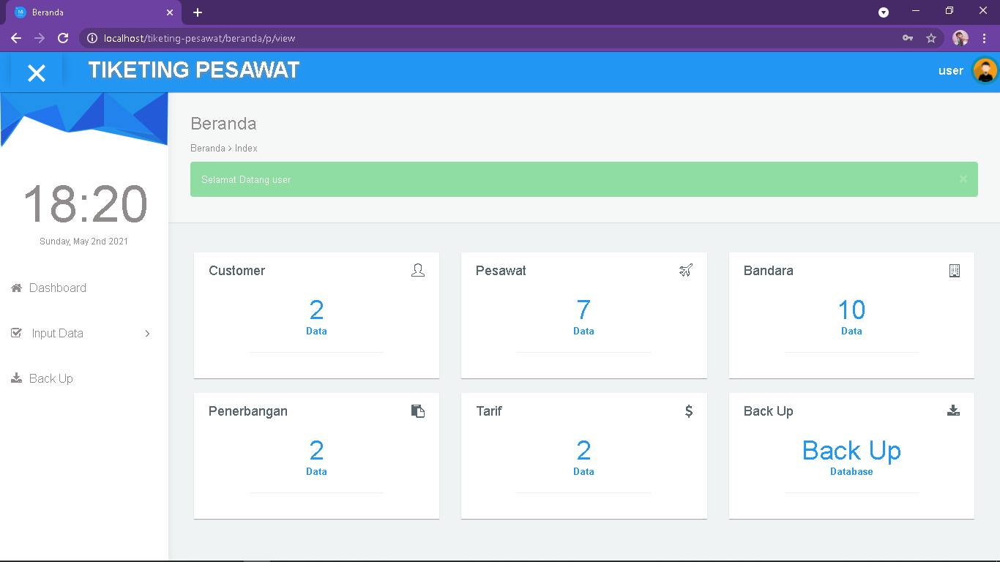 Beranda
localhost/tiketing-pesawat/beranda/p/view
TIKETING PESAWAT
user
Beranda
Beranda > Index
Selamat Datang user
×
18:20
Sunday, May 2nd 2021
Dashboard
Input Data
Back Up
Customer
2
Data
Pesawat
7
Data
Bandara
10
Data
Penerbangan
2
Data
Tarif
$
2
Data
Back Up
Back Up
Database